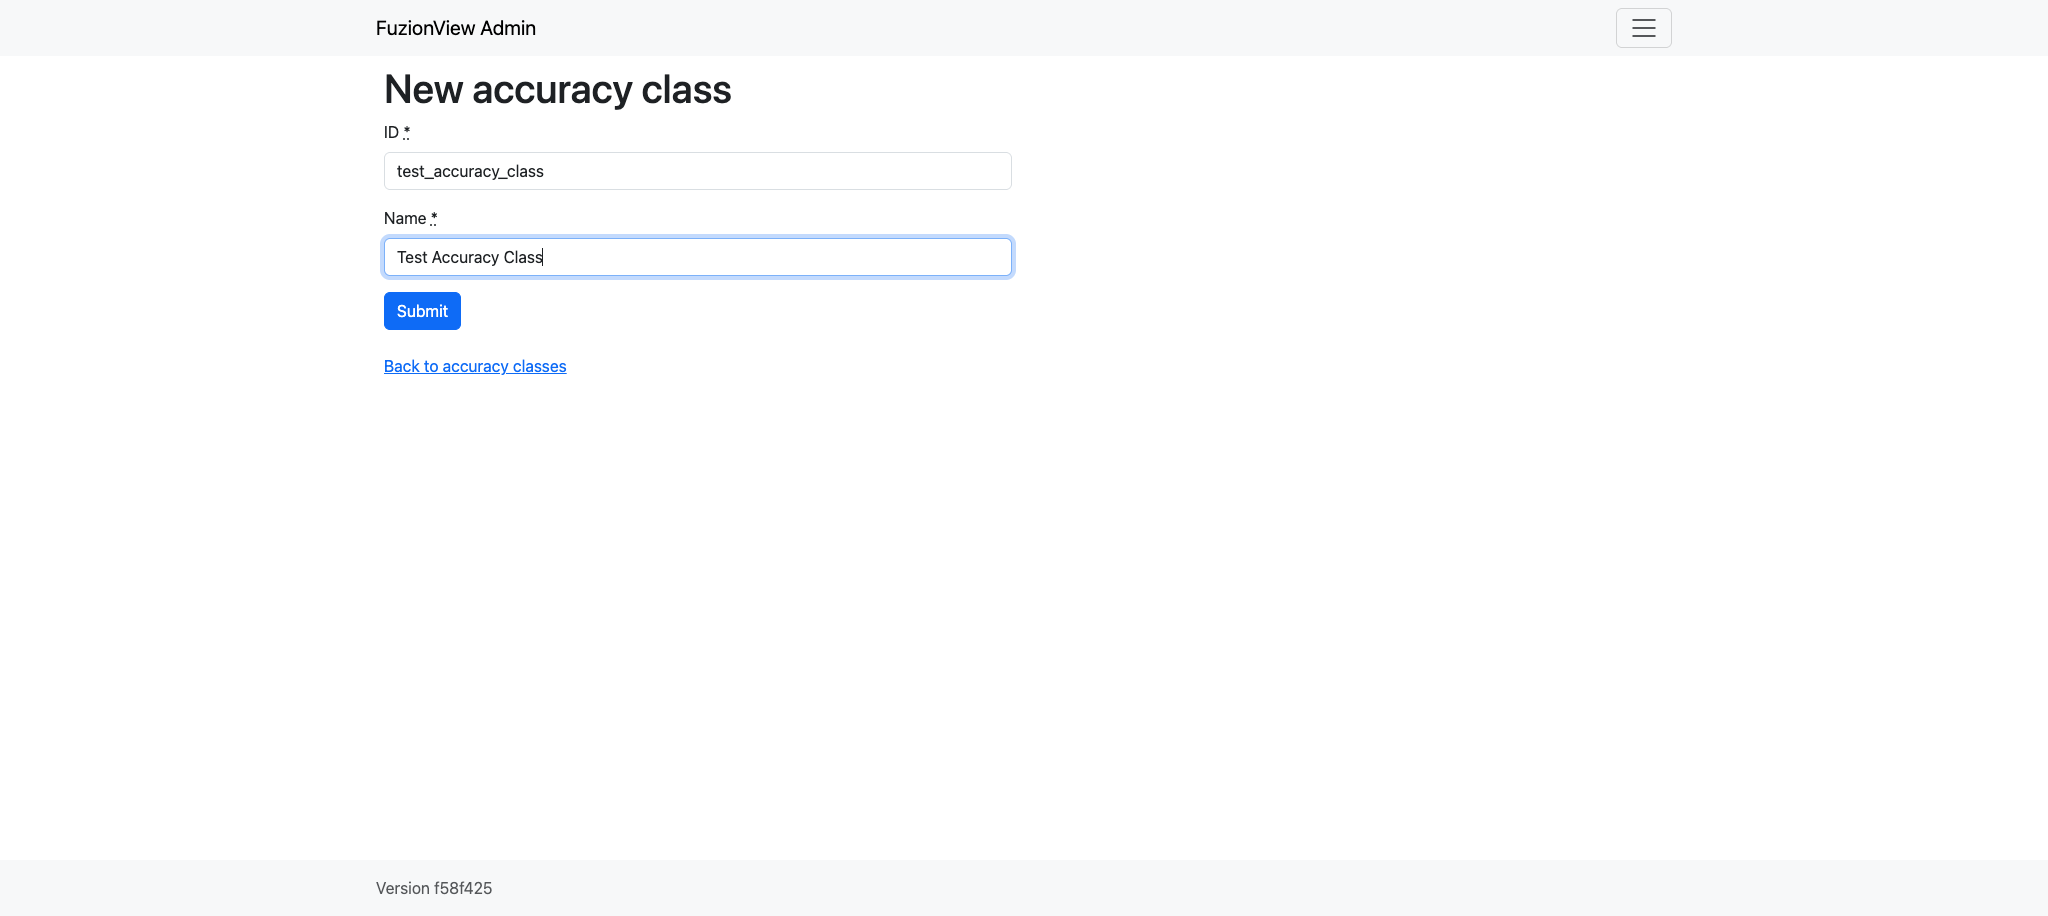 FuzionView Admin
New accuracy class
ID *
test_accuracy_class
Name *
Test Accuracy Class
Submit
Back to accuracy classes
Version f58f425